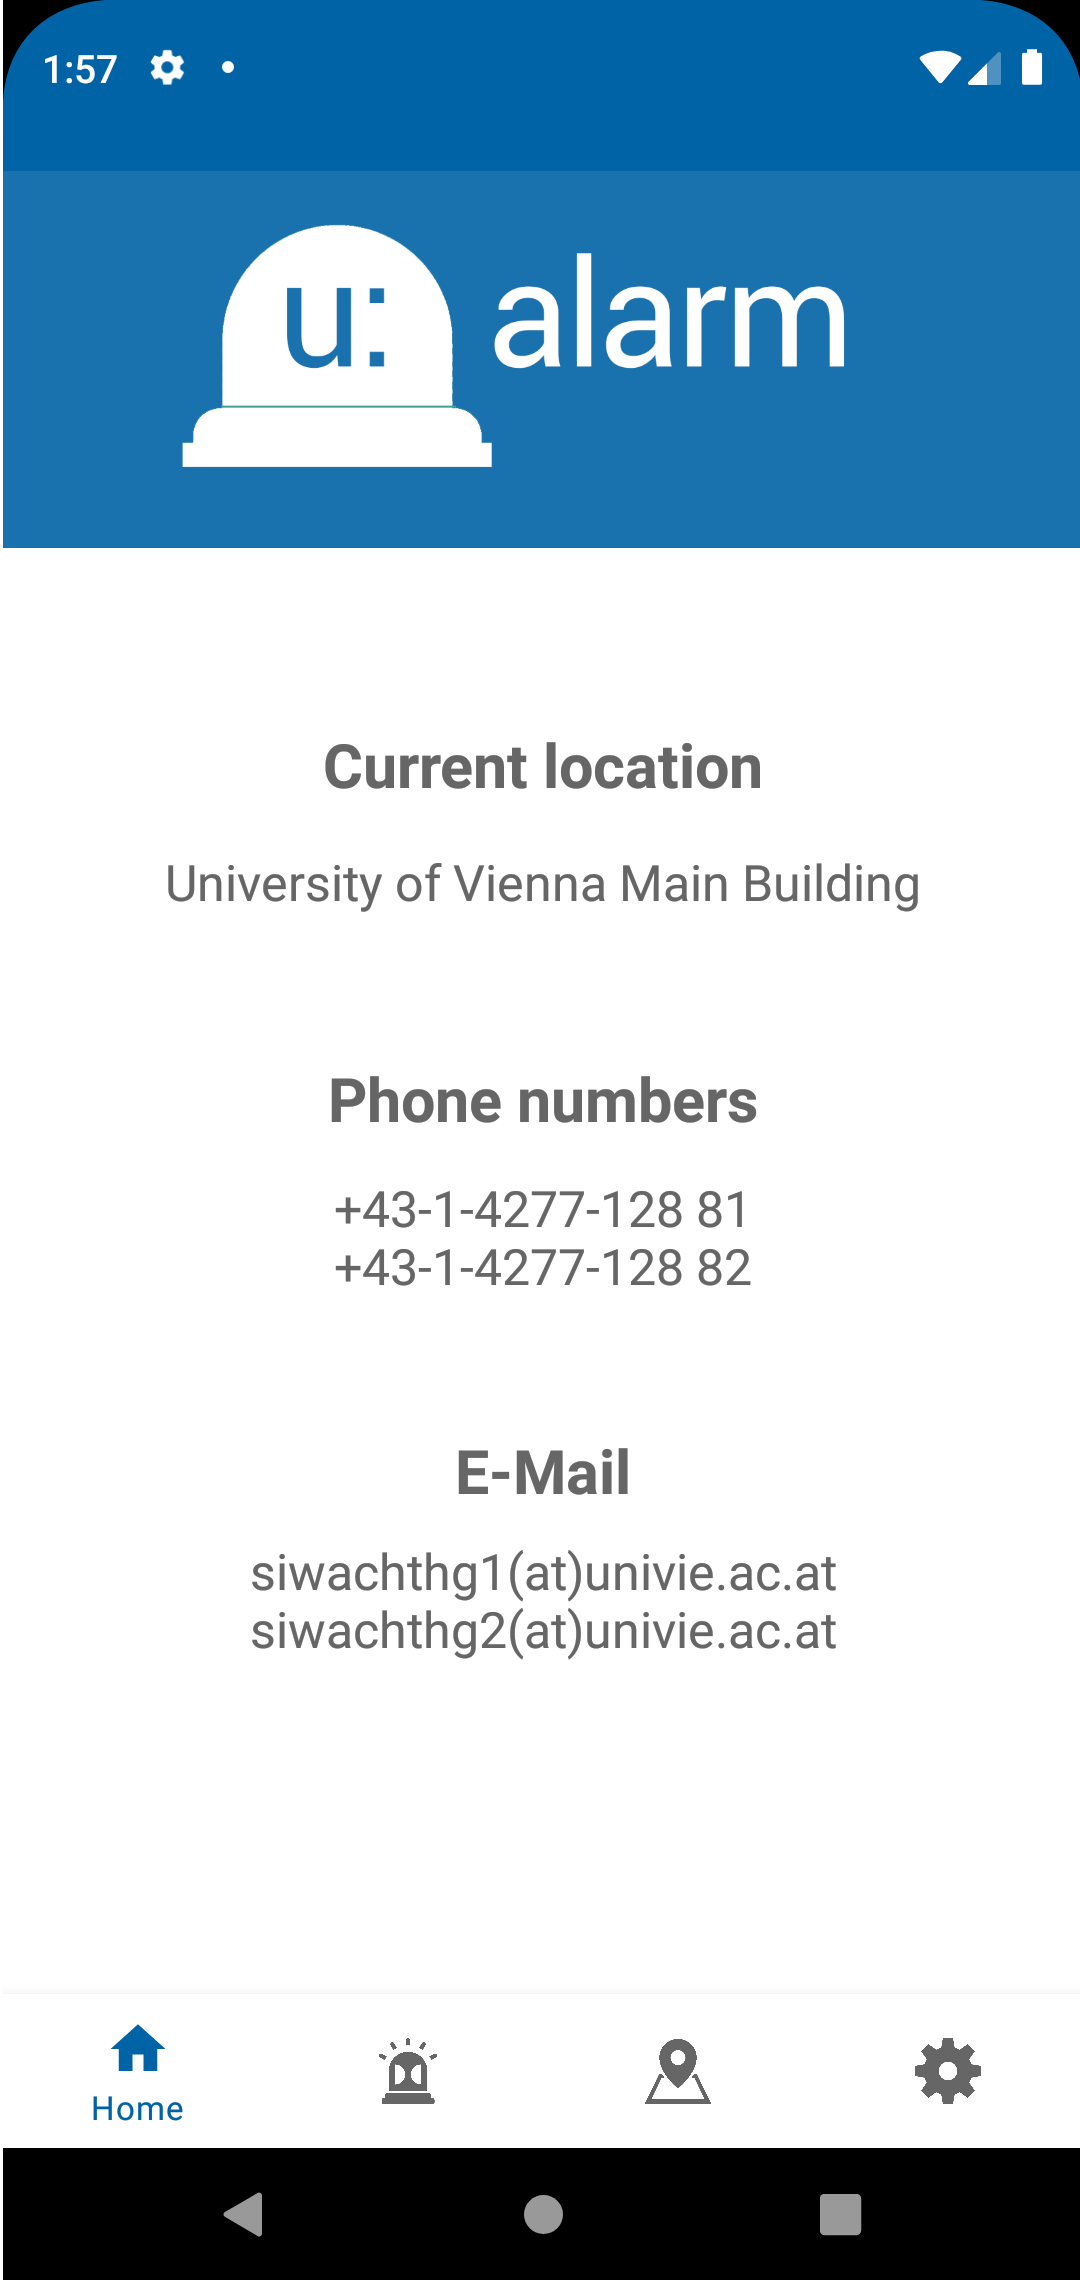 1:57
u: alarm
Current location
University of Vienna Main Building
Phone numbers
+43-1-4277-128 81
+43-1-4277-128 82
E-Mail
siwachthg1(at)univie.ac.at
siwachthg2(at)univie.ac.at
Home